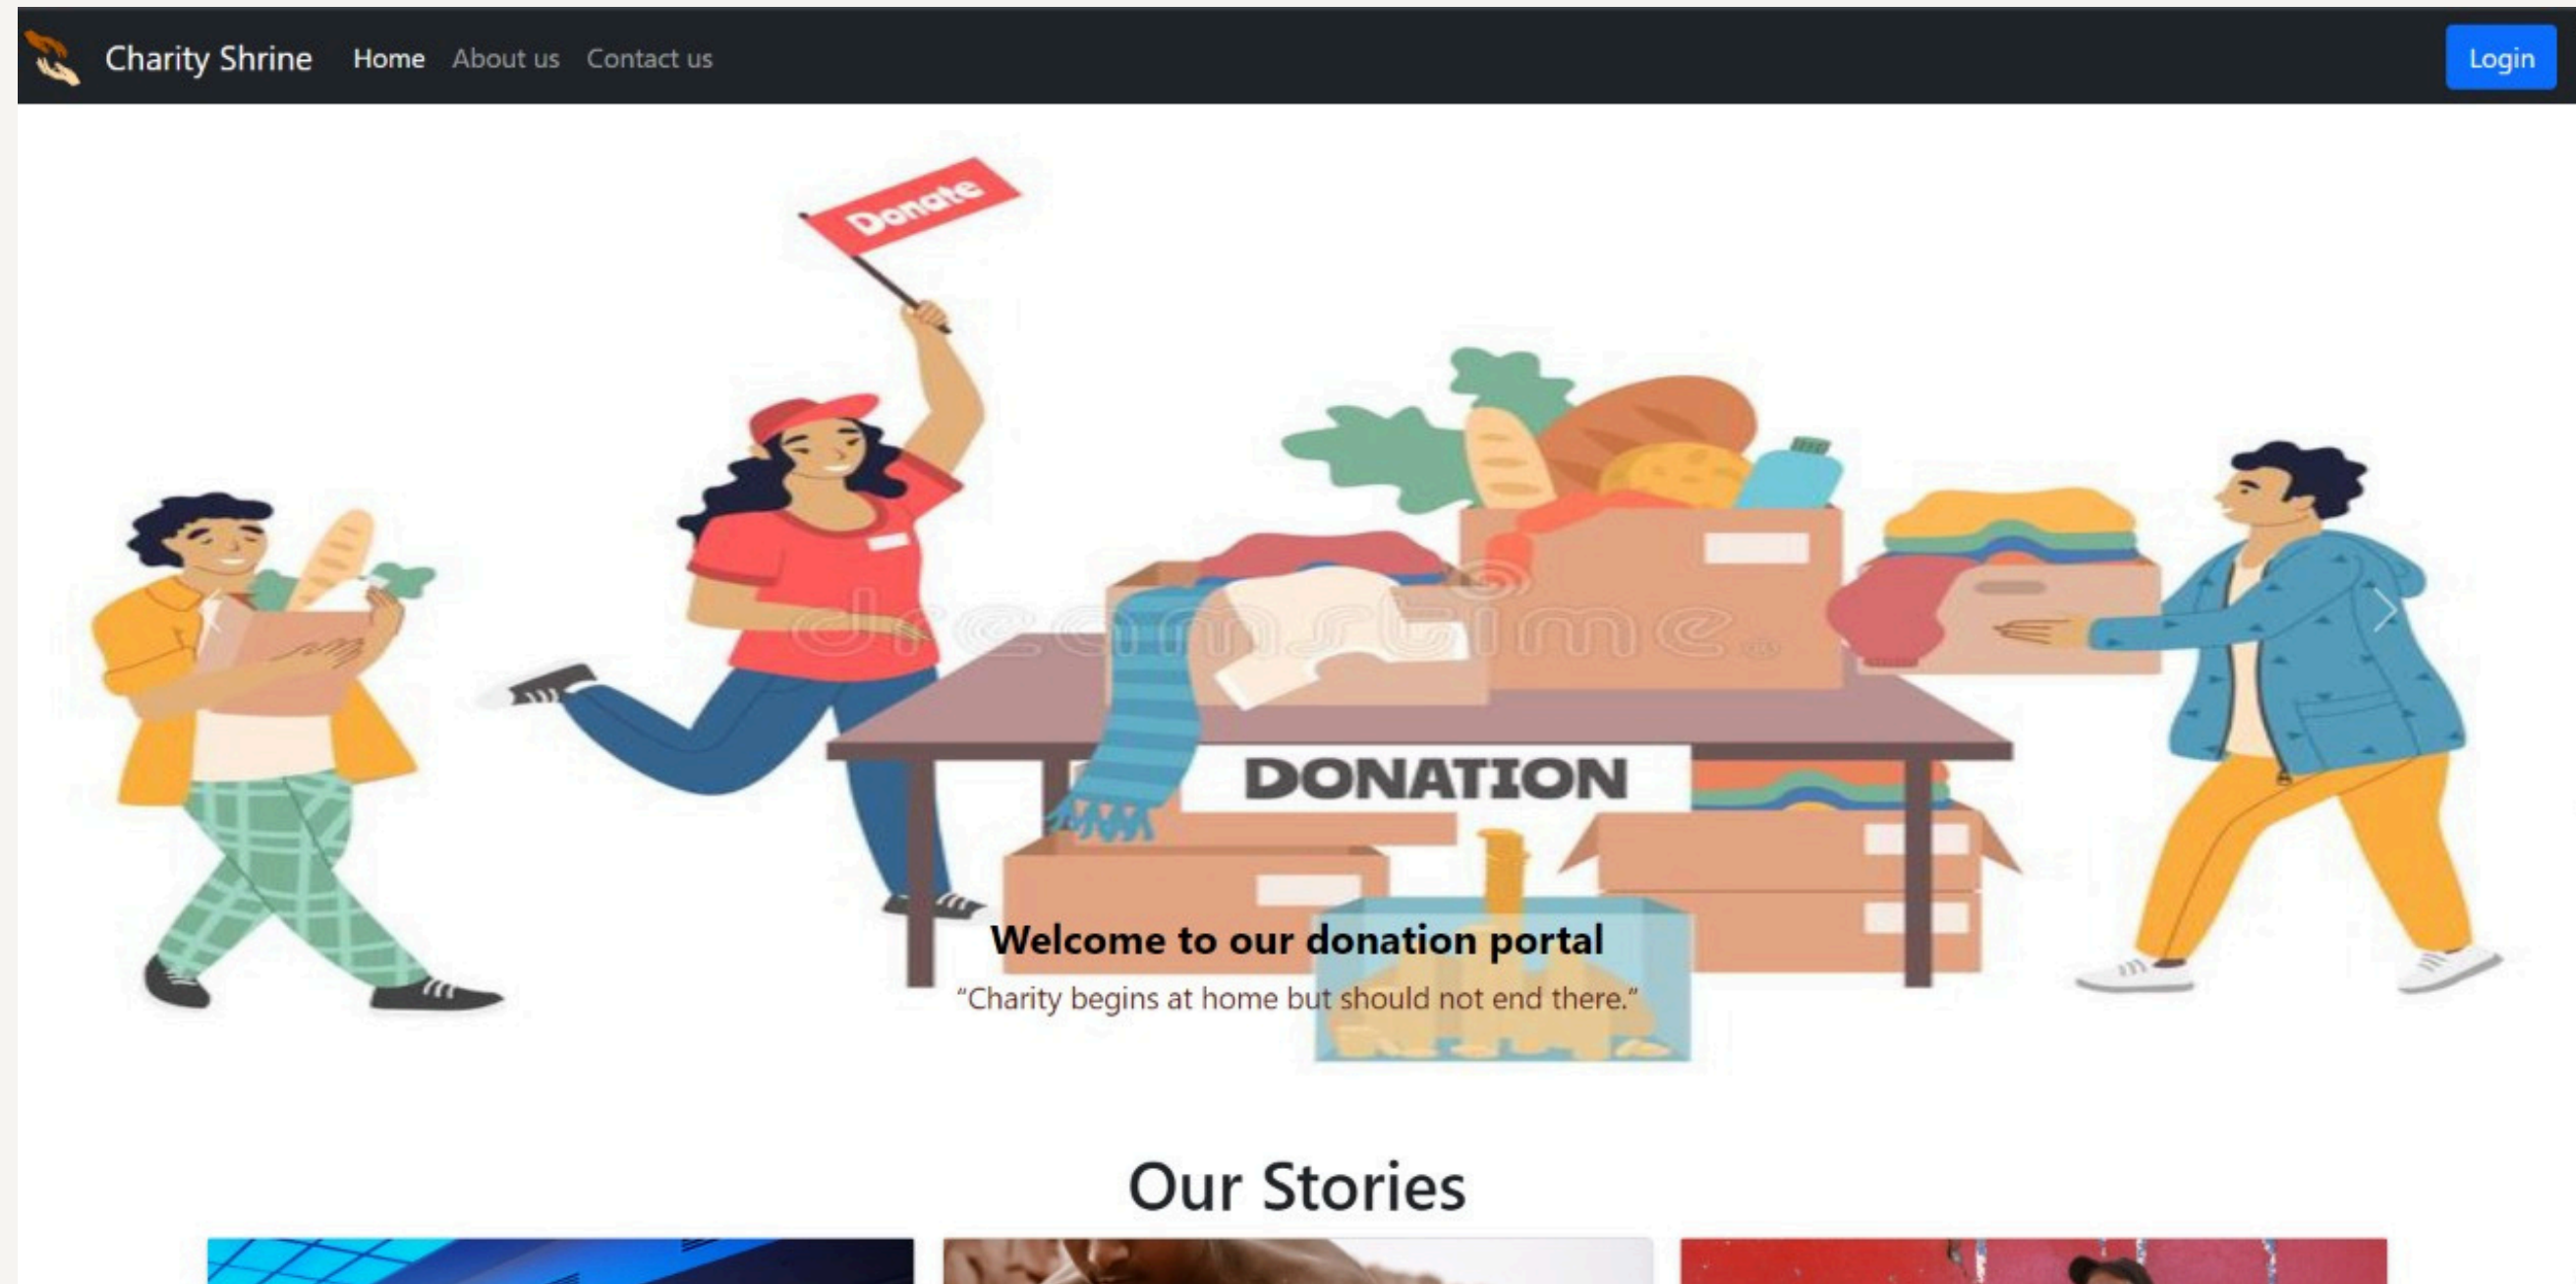 Charity Shrine Home About us Contact us Login
Donate
dreamstime
DONATION
Welcome to our donation portal
“Charity begins at home but should not end there.”
Our Stories